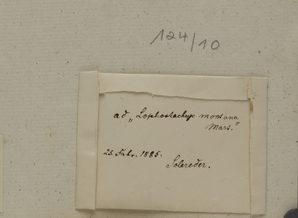 124/10
ad „Lophostachys montana
Mart."
25. Febr. 1885.
Solereder.